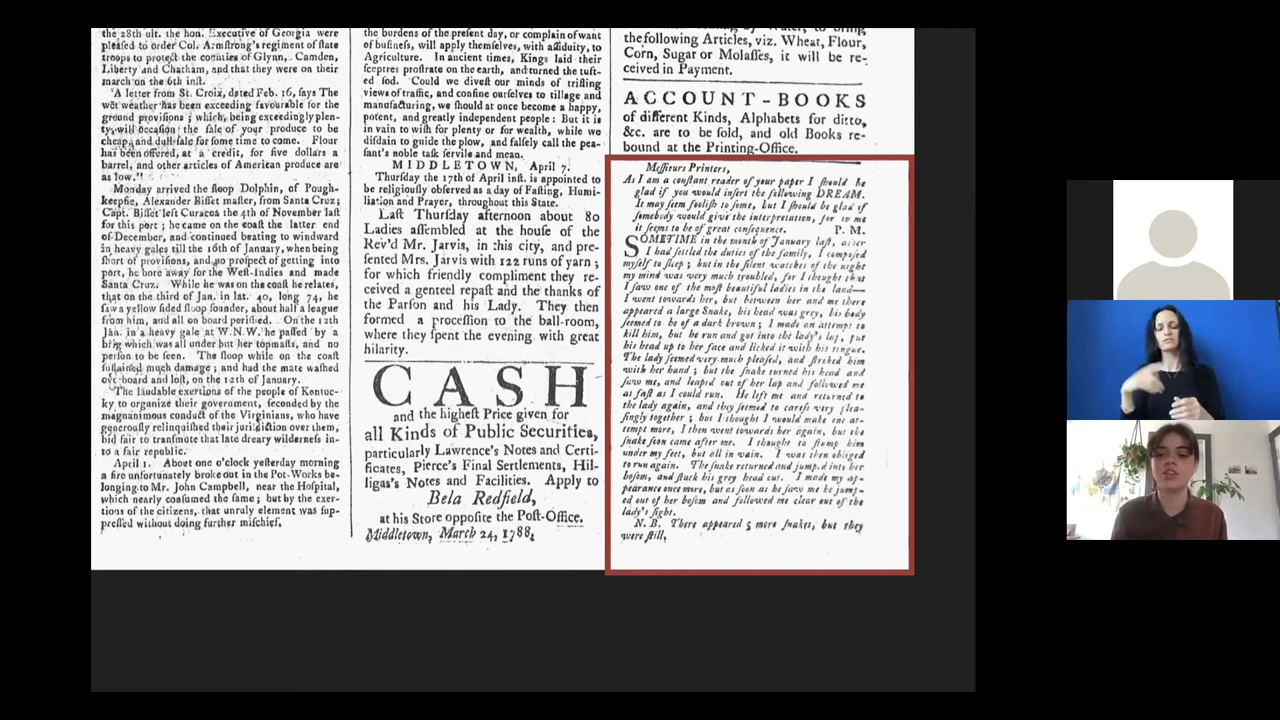 the 28th ult. the hon. Executive of Georgia were
pleased to order Col. Armstrong's regiment of state
troops to protect the counties of Glynn, Camden,
Liberty and Chatham, and that they were on their
march on the 6th inst.
A letter from St. Croix, dated Feb. 16, says The
wet weather has been exceeding favourable for the
ground provisions; which, being exceedingly plen-
ty, will occasion the sale of your produce to be
cheap, and dull sale for some time to come. Flour
has been offered, at a credit, for five dollars a
barrel, and other articles of American produce are
as low."
Monday arrived the sloop Dolphin, of Pough-
keepsie, Alexander Bisset master, from Santa Cruz;
Capt. Bisset left Curacoa the 4th of November last
for this port; he came on the coast the latter end
of December, and continued beating to windward
in heavy gales till the 16th of January, when being
short of provisions, and no prospect of getting into
port, he bore away for the West-Indies and made
Santa Cruz. While he was on the coast he relates,
that on the third of Jan. in lat. 40, long 74, he
saw a yellow sided sloop founder, about half a league
from him, and all on board perished. On the 12th
Jan. in a heavy gale at W.N.W. he passed by a
brig which was all under but her topmasts, and no
person to be seen. The sloop while on the coast
sustained much damage; and had the mate washed
overboard and lost, on the 12th of January.
The laudable exertions of the people of Kentuc-
ky to organize their government, seconded by the
magnanimous conduct of the Virginians, who have
generously relinquished their jurisdiction over them,
bid fair to transmute that late dreary wilderness in-
to a fair republic.
April 1. About one o'clock yesterday morning
a fire unfortunately broke out in the Pot-Works be-
longing to Mr. John Campbell, near the Hospital,
which nearly consumed the same; but by the exer-
tions of the citizens, that unruly element was sup-
pressed without doing further mischief.
the burdens of the present day, or complain of want
of business, will apply themselves, with assiduity, to
Agriculture. In ancient times, Kings laid their
sceptres prostrate on the earth, and turned the tuft-
ed sod. Could we divest our minds of trifling
views of traffic, and confine ourselves to tillage and
manufacturing, we should at once become a happy,
potent, and greatly independent people: But it is
in vain to wish for plenty or for wealth, while we
disdain to guide the plow, and falsely call the pea-
sant's noble task servile and mean.
MIDDLETOWN, April 7.
Thursday the 17th of April inst. is appointed to
be religiously observed as a day of Fasting, Humi-
liation and Prayer, throughout this State.
Last Thursday afternoon about 80
Ladies assembled at the house of the
Rev'd Mr. Jarvis, in this city, and pre-
sented Mrs. Jarvis with 122 runs of yarn;
for which friendly compliment they re-
ceived a genteel repast and the thanks of
the Parson and his Lady. They then
formed a procession to the ball-room,
where they spent the evening with great
hilarity.
CASH
and the highest Price given for
all Kinds of Public Securities,
particularly Lawrence's Notes and Certi-
ficates, Pierce's Final Settlements, Hil-
ligas's Notes and Facilities. Apply to
Bela Redfield,
at his Store opposite the Post-Office.
Middletown, March 24, 1788.
the following Articles, viz. Wheat, Flour,
Corn, Sugar or Molasses, it will be re-
ceived in Payment.
ACCOUNT-BOOKS
of different Kinds, Alphabets for ditto,
&c. are to be sold, and old Books re-
bound at the Printing-Office.
Messieurs Printers,
As I am a constant reader of your paper I should be
glad if you would insert the following DREAM.
It may seem foolish to some, but I should be glad if
somebody would give the interpretation, for to me
it seems to be of great consequence. P. M.
SOMETIME in the month of January last, after
I had settled the duties of the family, I composed
myself to sleep; but in the silent watches of the night
my mind was very much troubled, for I thought that
I saw one of the most beautiful ladies in the land—
I went towards her, but between her and me there
appeared a large Snake, his head was grey, his body
seemed to be of a dark brown; I made an attempt to
kill him, but he run and got into the lady's lap, put
his head up to her face and licked it with his tongue.
The lady seemed very much pleased, and stroked him
with her hand; but the snake turned his head and
saw me, and leaped out of her lap and followed me
as fast as I could run. He left me and returned to
the lady again, and they seemed to caress very plea-
singly together; but I thought I would make one at-
tempt more, I then went towards her again, but the
snake soon came after me. I thought to stamp him
under my feet, but all in vain. I was then obliged
to run again. The snake returned and jump,d into her
bosom, and stuck his grey head out. I made my ap-
pearance once more, but as soon as he saw me he jump-
ed out of her bosom and followed me clear out of the
lady's sight.
N. B. There appeared 5 more snakes, but they
were still,